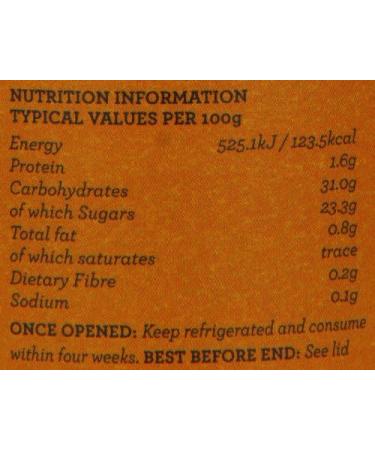 NUTRITION INFORMATION
TYPICAL VALUES PER 100g
Energy 525.1kJ / 123.5kcal
Protein 1.6g
Carbohydrates 31.0g
of which Sugars 23.3g
Total fat 0.8g
of which saturates trace
Dietary Fibre 0.2g
Sodium 0.1g
ONCE OPENED: Keep refrigerated and consume
within four weeks. BEST BEFORE END: See lid